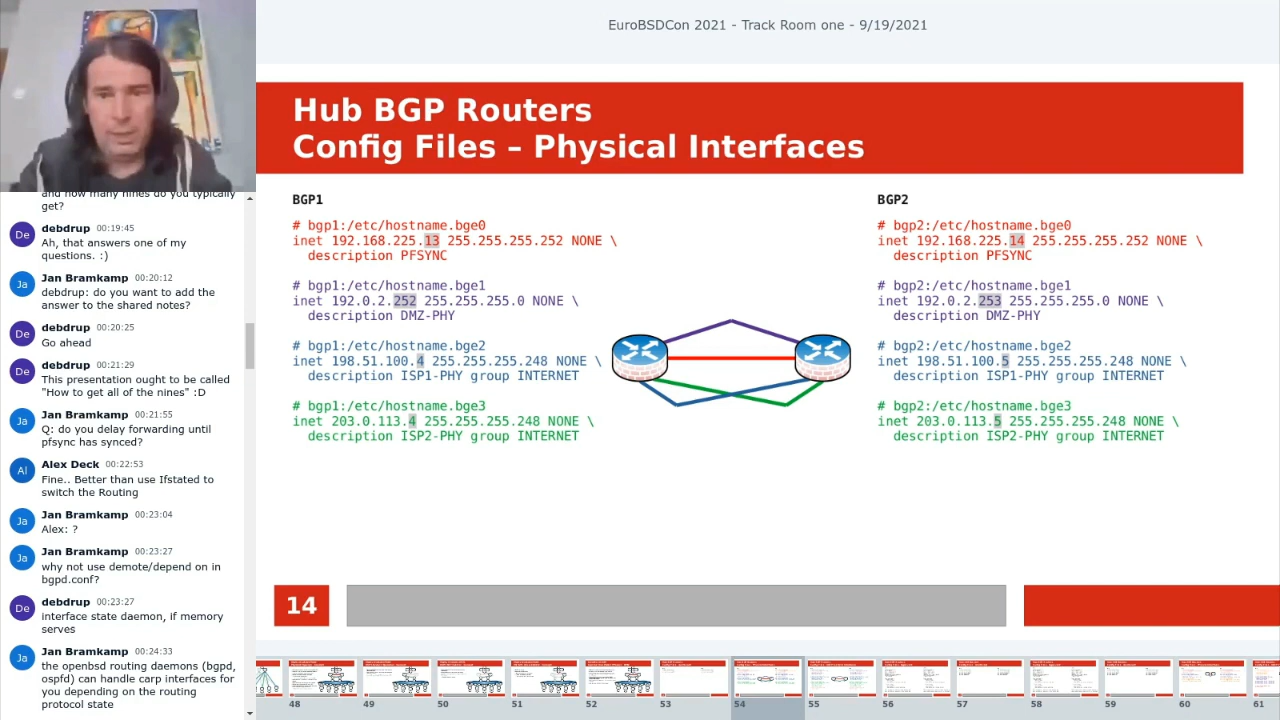 EuroBSDCon 2021 - Track Room one - 9/19/2021
Hub BGP Routers
Config Files – Physical Interfaces
BGP1
# bgp1:/etc/hostname.bge0
inet 192.168.225.13 255.255.255.252 NONE \
description PFSYNC
# bgp1:/etc/hostname.bge1
inet 192.0.2.252 255.255.255.0 NONE \
description DMZ-PHY
# bgp1:/etc/hostname.bge2
inet 198.51.100.4 255.255.255.248 NONE \
description ISP1-PHY group INTERNET
# bgp1:/etc/hostname.bge3
inet 203.0.113.4 255.255.255.248 NONE \
description ISP2-PHY group INTERNET
BGP2
# bgp2:/etc/hostname.bge0
inet 192.168.225.14 255.255.255.252 NONE \
description PFSYNC
# bgp2:/etc/hostname.bge1
inet 192.0.2.253 255.255.255.0 NONE \
description DMZ-PHY
# bgp2:/etc/hostname.bge2
inet 198.51.100.5 255.255.255.248 NONE \
description ISP1-PHY group INTERNET
# bgp2:/etc/hostname.bge3
inet 203.0.113.5 255.255.255.248 NONE \
description ISP2-PHY group INTERNET
14
and how many nines do you typically
get?
De debdrup 00:19:45
Ah, that answers one of my
questions. :)
Ja Jan Bramkamp 00:20:12
debdrup: do you want to add the
answer to the shared notes?
De debdrup 00:20:25
Go ahead
De debdrup 00:21:29
This presentation ought to be called
"How to get all of the nines" :D
Ja Jan Bramkamp 00:21:55
Q: do you delay forwarding until
pfsync has synced?
Al Alex Deck 00:22:53
Fine.. Better than use Ifstated to
switch the Routing
Ja Jan Bramkamp 00:23:04
Alex: ?
Ja Jan Bramkamp 00:23:27
why not use demote/depend on in
bgpd.conf?
De debdrup 00:23:27
interface state daemon, if memory
serves
Ja Jan Bramkamp 00:24:33
the openbsd routing daemons (bgpd,
ospfd) can handle carp interfaces for
you depending on the routing
protocol state
48 49 50 51 52 53 54 55 56 57 58 59 60 61